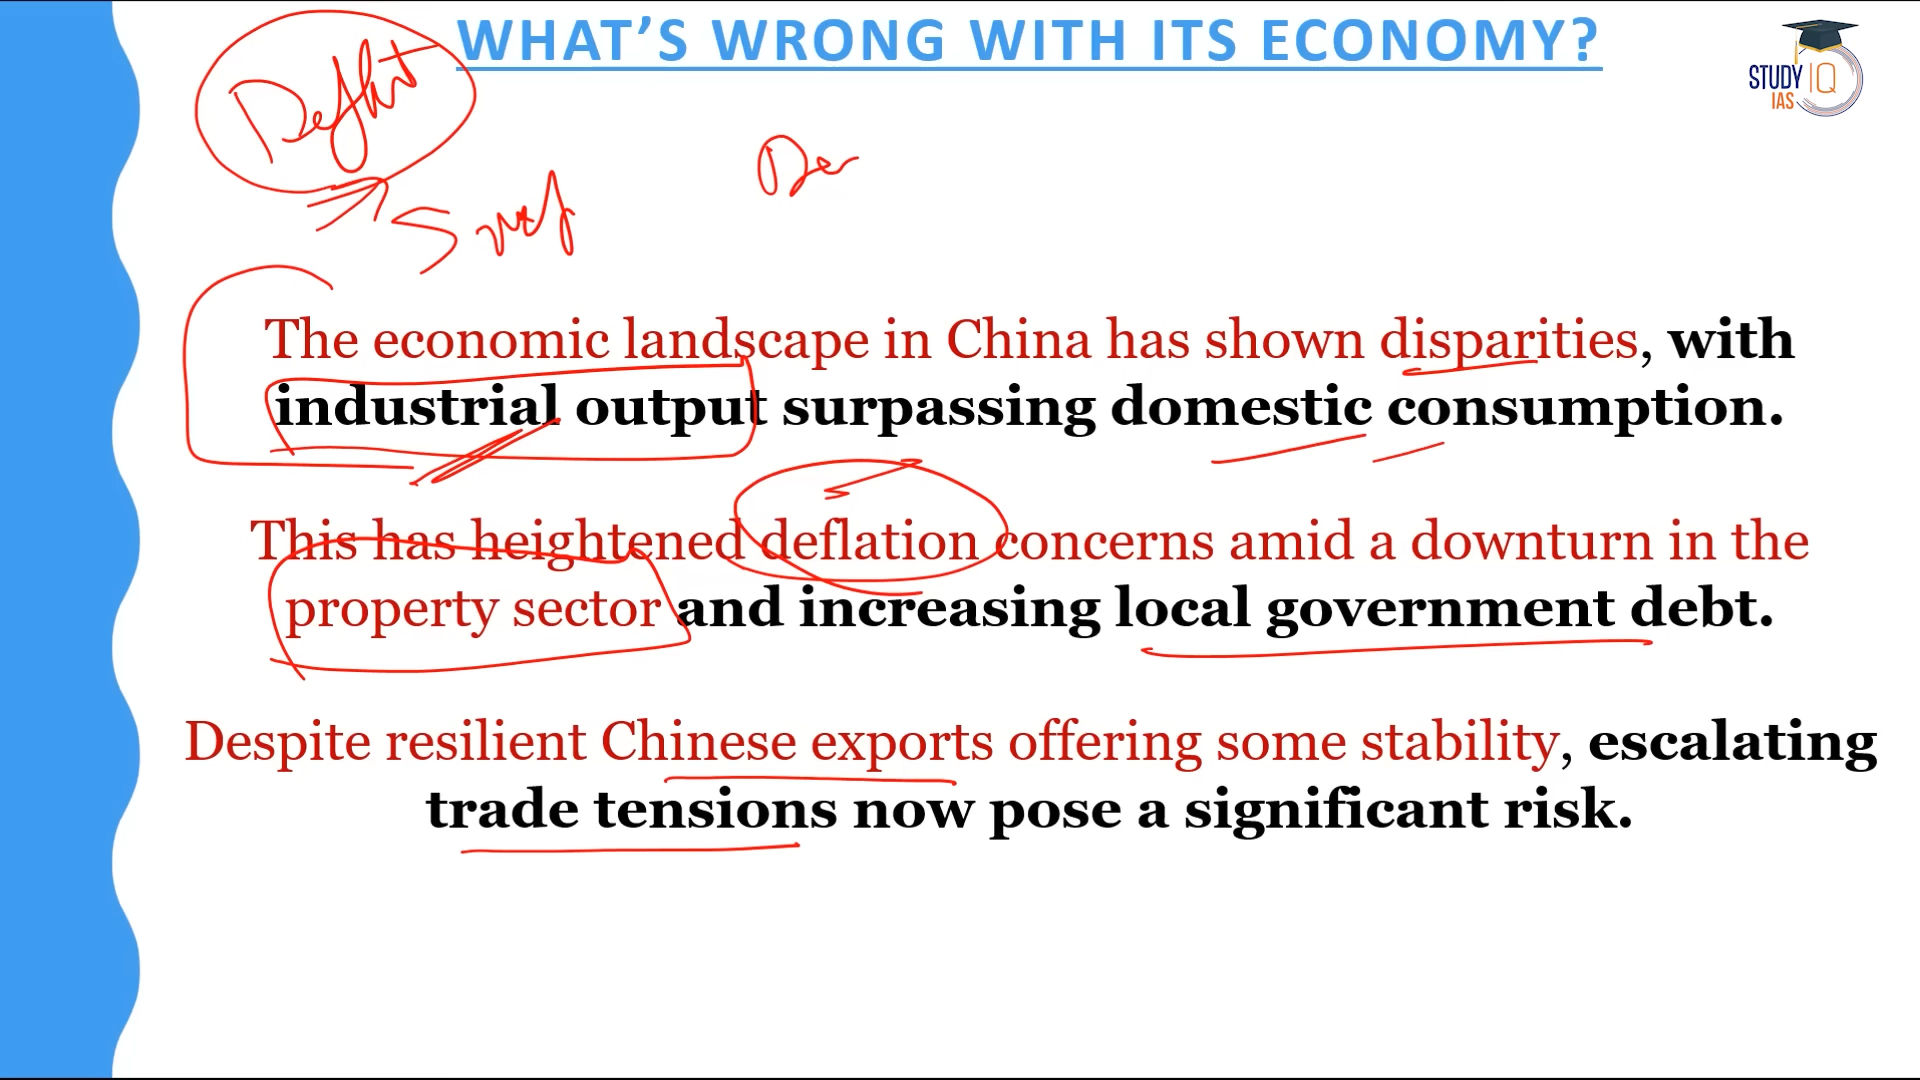 WHAT'S WRONG WITH ITS ECONOMY?
STUDY IQ
IAS
The economic landscape in China has shown disparities, with
industrial output surpassing domestic consumption.
This has heightened deflation concerns amid a downturn in the
property sector and increasing local government debt.
Despite resilient Chinese exports offering some stability, escalating
trade tensions now pose a significant risk.